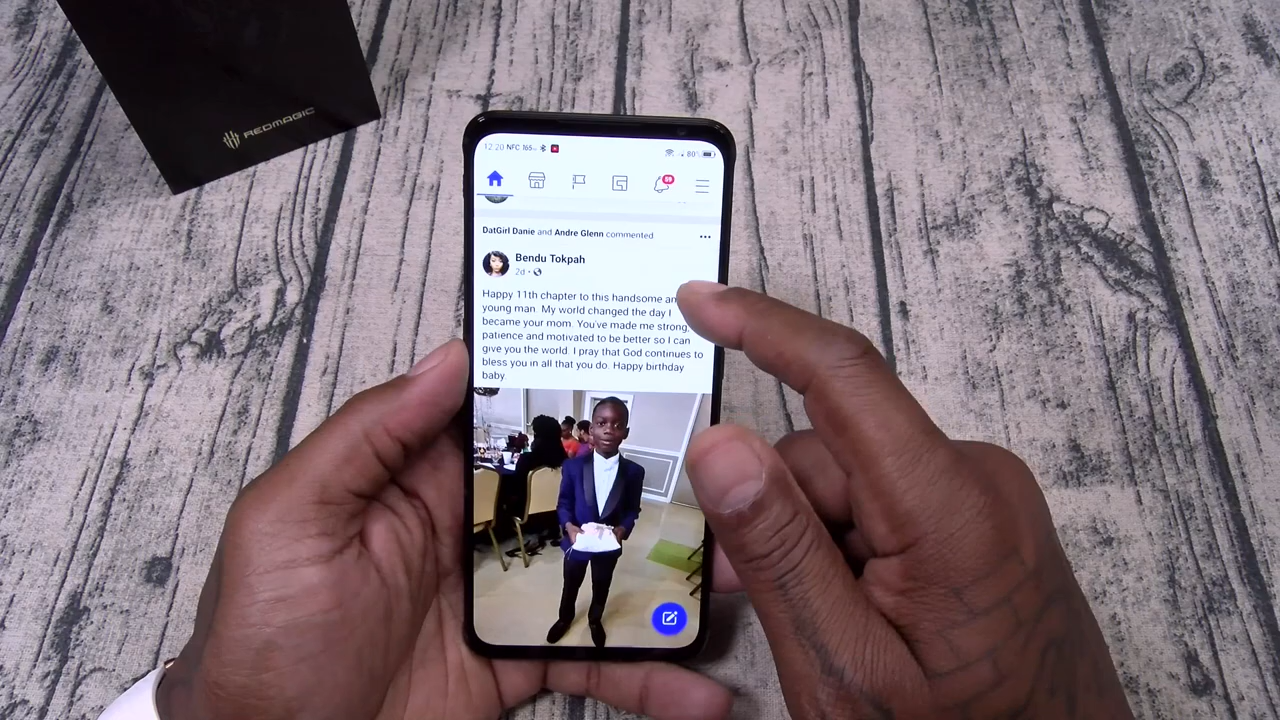 REDMAGIC
12:20 NFC 80%
59
DatGirl Danie and Andre Glenn commented
Bendu Tokpah
2d
Happy 11th chapter to this handsome
young man. My world changed the day I
became your mom. You've made me strong,
patience and motivated to be better so I can
give you the world. I pray that God continues to
bless you in all that you do. Happy birthday
baby.